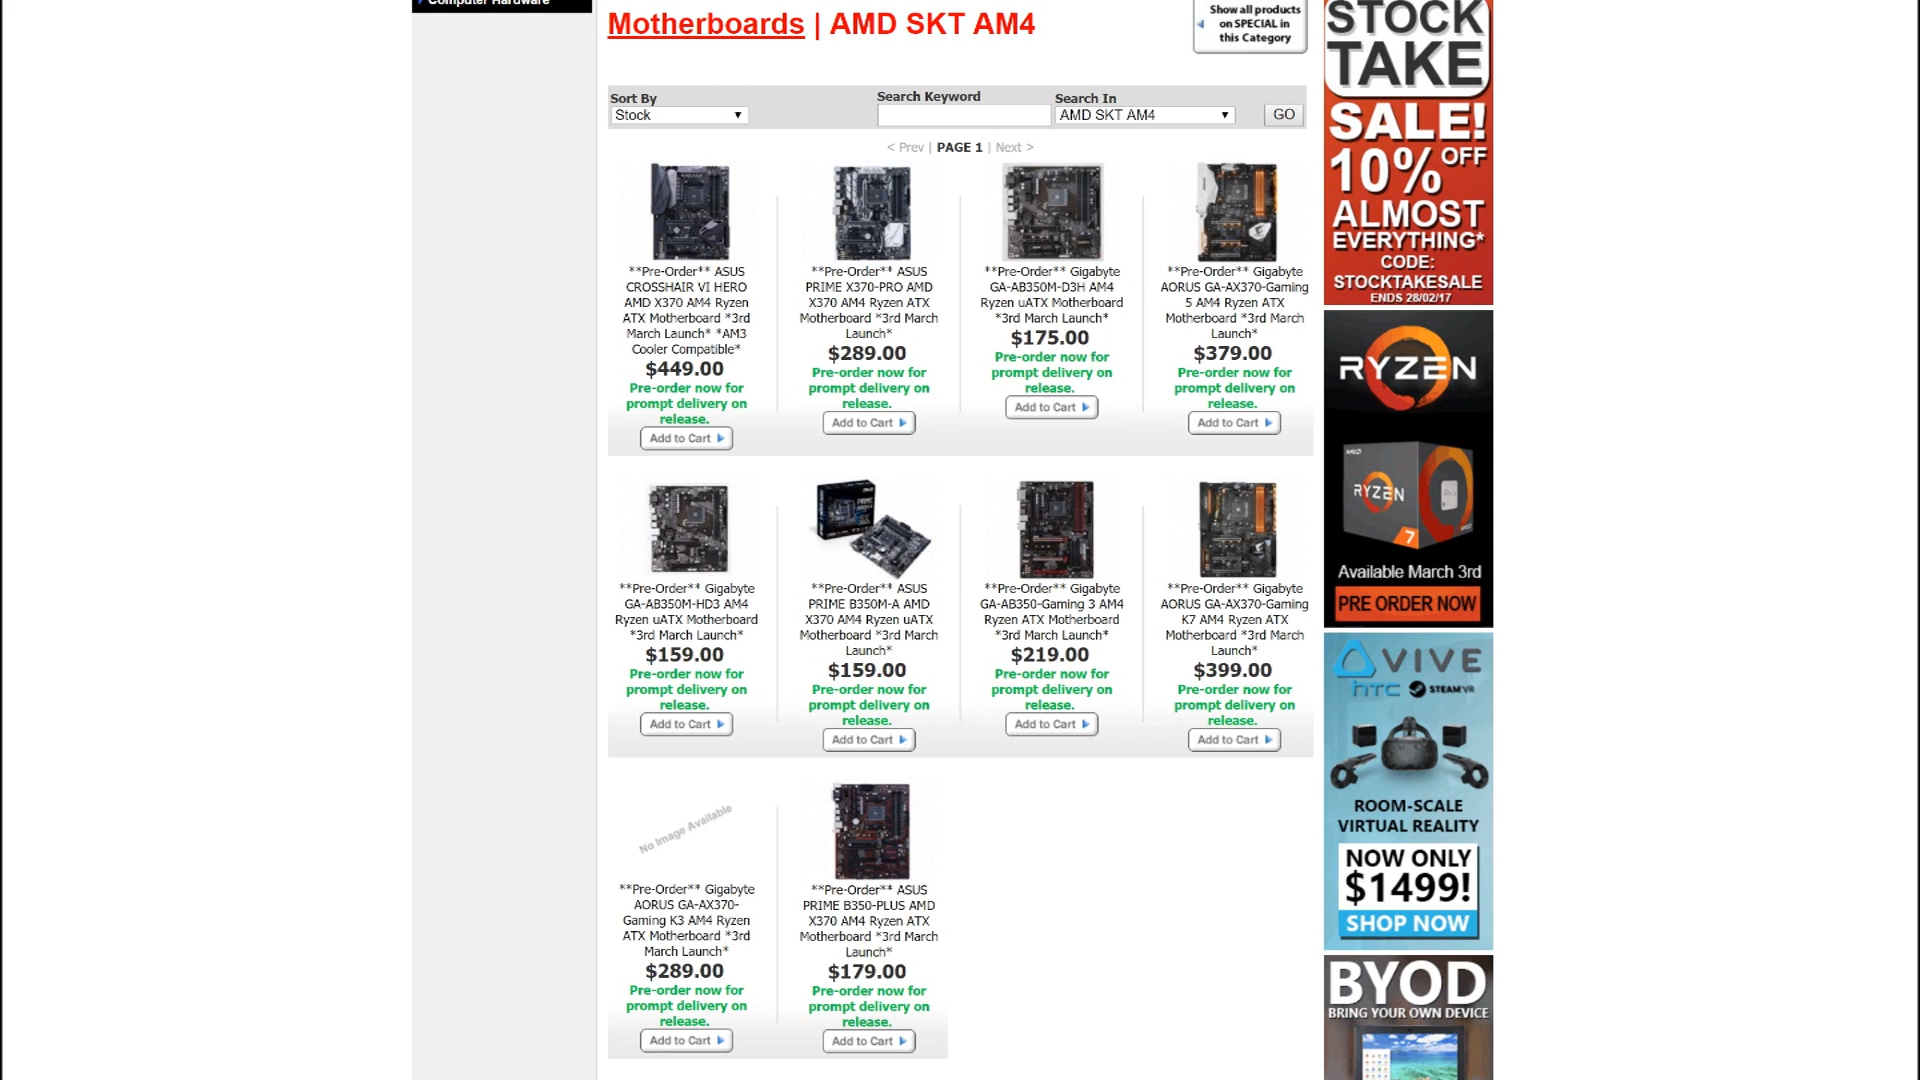 Computer Hardware
Motherboards | AMD SKT AM4
Show all products
on SPECIAL in
this Category
Sort By
Stock
Search Keyword
Search In
AMD SKT AM4
GO
< Prev | PAGE 1 | Next >
**Pre-Order** ASUS
CROSSHAIR VI HERO
AMD X370 AM4 Ryzen
ATX Motherboard *3rd
March Launch* *AM3
Cooler Compatible*
$449.00
Pre-order now for
prompt delivery on
release.
Add to Cart
**Pre-Order** ASUS
PRIME X370-PRO AMD
X370 AM4 Ryzen ATX
Motherboard *3rd March
Launch*
$289.00
Pre-order now for
prompt delivery on
release.
Add to Cart
**Pre-Order** Gigabyte
GA-AB350M-D3H AM4
Ryzen uATX Motherboard
*3rd March Launch*
$175.00
Pre-order now for
prompt delivery on
release.
Add to Cart
**Pre-Order** Gigabyte
AORUS GA-AX370-Gaming
5 AM4 Ryzen ATX
Motherboard *3rd March
Launch*
$379.00
Pre-order now for
prompt delivery on
release.
Add to Cart
**Pre-Order** Gigabyte
GA-AB350M-HD3 AM4
Ryzen uATX Motherboard
*3rd March Launch*
$159.00
Pre-order now for
prompt delivery on
release.
Add to Cart
**Pre-Order** ASUS
PRIME B350M-A AMD
X370 AM4 Ryzen uATX
Motherboard *3rd March
Launch*
$159.00
Pre-order now for
prompt delivery on
release.
Add to Cart
**Pre-Order** Gigabyte
GA-AB350-Gaming 3 AM4
Ryzen ATX Motherboard
*3rd March Launch*
$219.00
Pre-order now for
prompt delivery on
release.
Add to Cart
**Pre-Order** Gigabyte
AORUS GA-AX370-Gaming
K7 AM4 Ryzen ATX
Motherboard *3rd March
Launch*
$399.00
Pre-order now for
prompt delivery on
release.
Add to Cart
No Image Available
**Pre-Order** Gigabyte
AORUS GA-AX370-
Gaming K3 AM4 Ryzen
ATX Motherboard *3rd
March Launch*
$289.00
Pre-order now for
prompt delivery on
release.
Add to Cart
**Pre-Order** ASUS
PRIME B350-PLUS AMD
X370 AM4 Ryzen ATX
Motherboard *3rd March
Launch*
$179.00
Pre-order now for
prompt delivery on
release.
Add to Cart
STOCK
TAKE
SALE!
10% OFF
ALMOST
EVERYTHING*
CODE:
STOCKTAKESALE
ENDS 28/02/17
RYZEN
AMD
RYZEN
7
Available March 3rd
PRE ORDER NOW
VIVE
htc STEAMVR
ROOM-SCALE
VIRTUAL REALITY
NOW ONLY
$1499!
SHOP NOW
BYOD
BRING YOUR OWN DEVICE